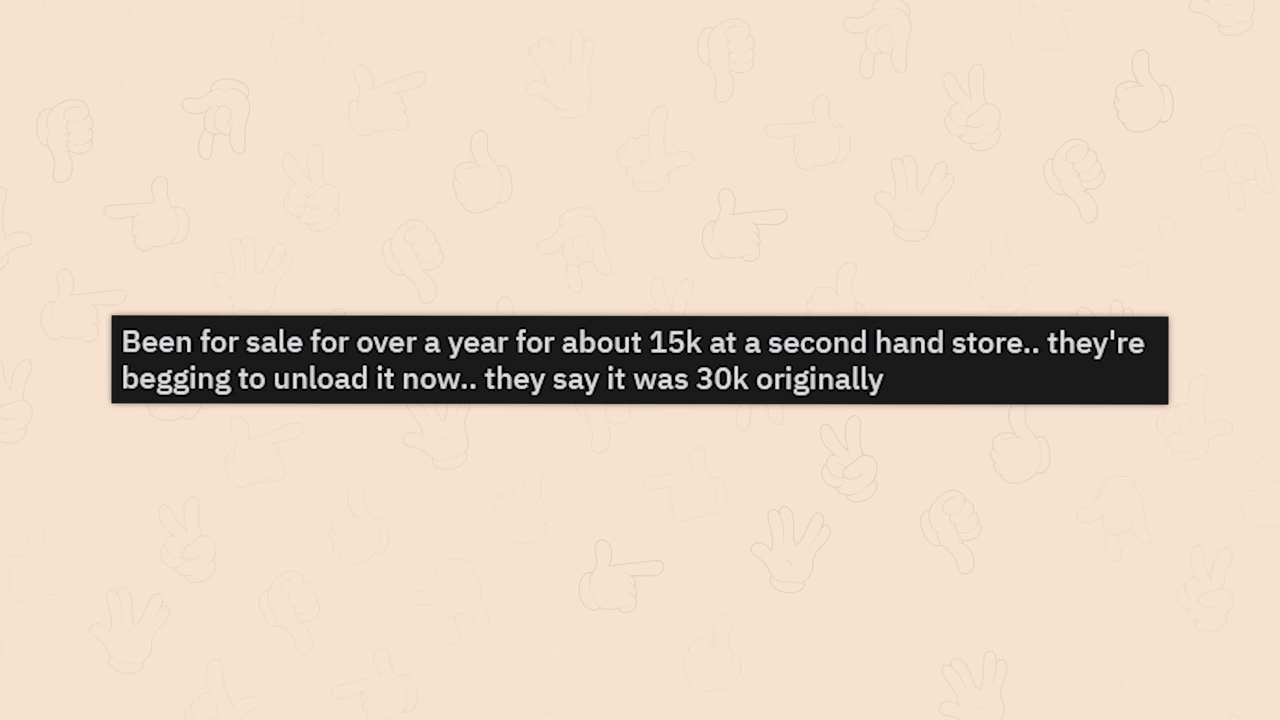 Been for sale for over a year for about 15k at a second hand store.. they're
begging to unload it now.. they say it was 30k originally